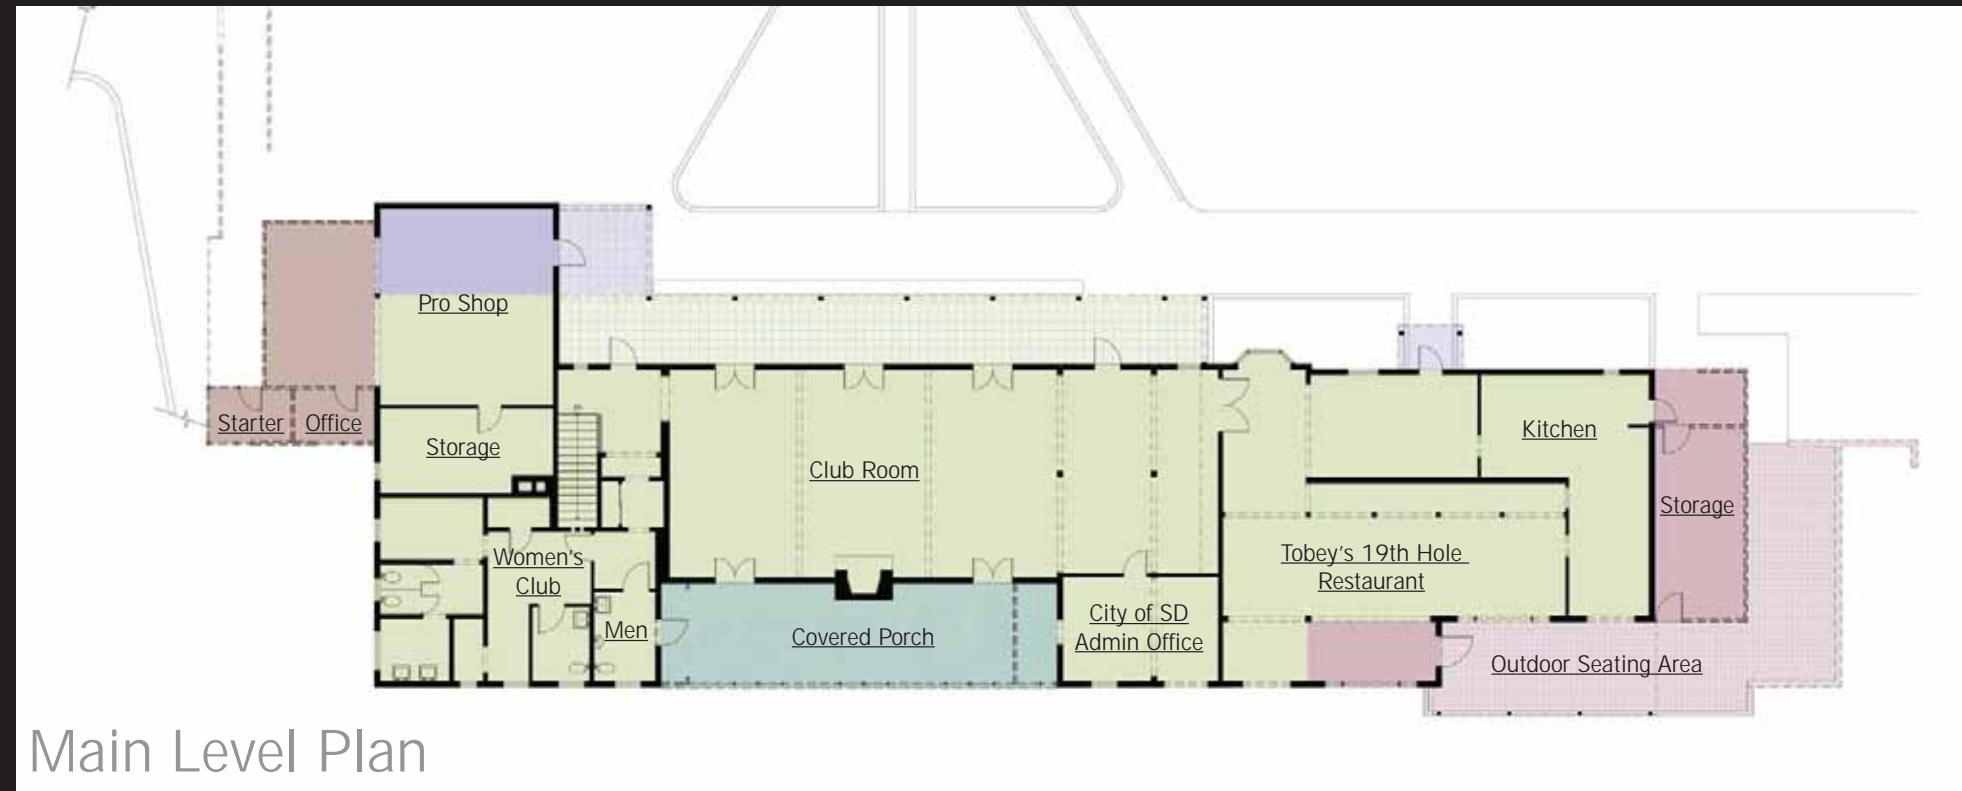 Pro Shop
Starter
Office
Storage
Club Room
Kitchen
Storage
Women's
Club
Tobey's 19th Hole
Restaurant
City of SD
Admin Office
Men
Covered Porch
Outdoor Seating Area
Main Level Plan